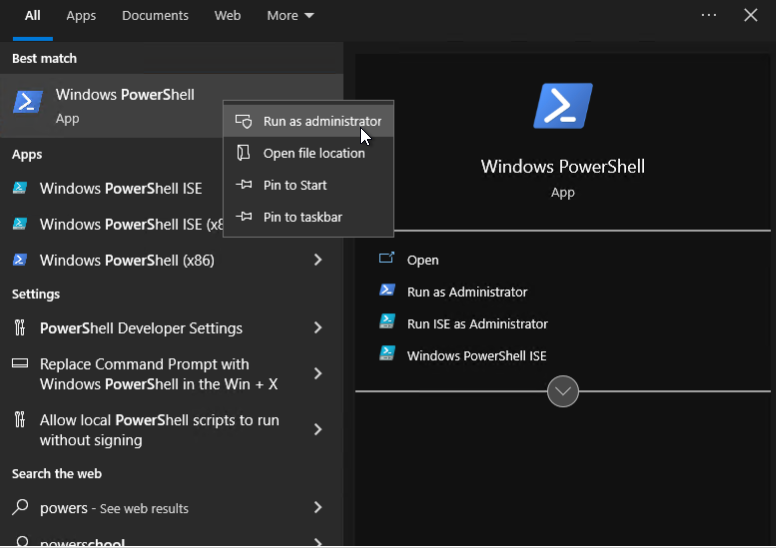 All Apps Documents Web More
Best match
Windows PowerShell
App
Run as administrator
Open file location
Pin to Start
Pin to taskbar
Apps
Windows PowerShell ISE
Windows PowerShell ISE (x8
Windows PowerShell (x86)
Settings
PowerShell Developer Settings
Replace Command Prompt with
Windows PowerShell in the Win + X
Allow local PowerShell scripts to run
without signing
Search the web
powers - See web results
powerschool
Windows PowerShell
App
Open
Run as Administrator
Run ISE as Administrator
Windows PowerShell ISE